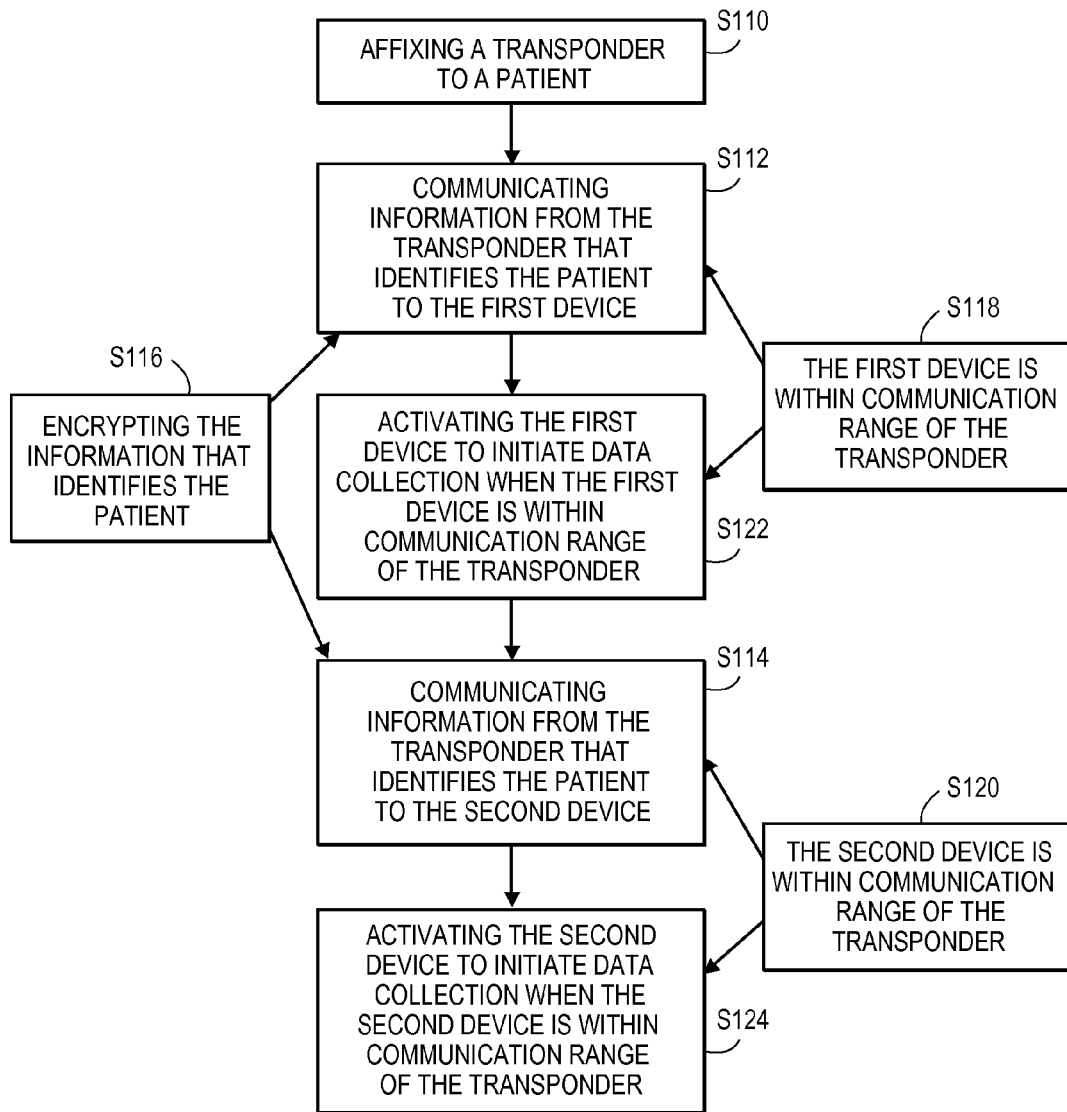 S110
AFFIXING A TRANSPONDER
TO A PATIENT
S112
COMMUNICATING
INFORMATION FROM THE
TRANSPONDER THAT
IDENTIFIES THE PATIENT
TO THE FIRST DEVICE
S116
ENCRYPTING THE
INFORMATION THAT
IDENTIFIES THE
PATIENT
S118
THE FIRST DEVICE IS
WITHIN COMMUNICATION
RANGE OF THE
TRANSPONDER
ACTIVATING THE FIRST
DEVICE TO INITIATE DATA
COLLECTION WHEN THE FIRST
DEVICE IS WITHIN
COMMUNICATION RANGE
OF THE TRANSPONDER
S122
S114
COMMUNICATING
INFORMATION FROM THE
TRANSPONDER THAT
IDENTIFIES THE PATIENT
TO THE SECOND DEVICE
S120
THE SECOND DEVICE IS
WITHIN COMMUNICATION
RANGE OF THE
TRANSPONDER
ACTIVATING THE SECOND
DEVICE TO INITIATE DATA
COLLECTION WHEN THE
SECOND DEVICE IS WITHIN
COMMUNICATION RANGE
OF THE TRANSPONDER
S124